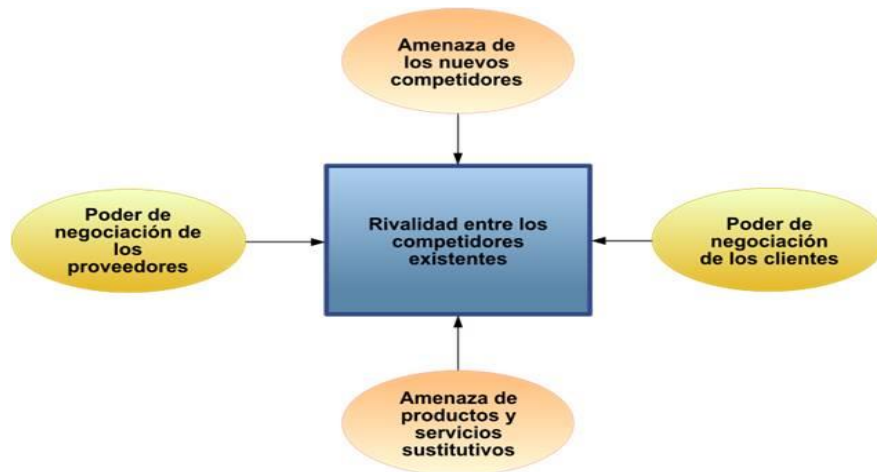 Amenaza de
los nuevos
competidores
Poder de
negociación de
los
proveedores
Rivalidad entre los
competidores
existentes
Poder de
negociación
de los clientes
Amenaza de
productos y
servicios
sustitutivos